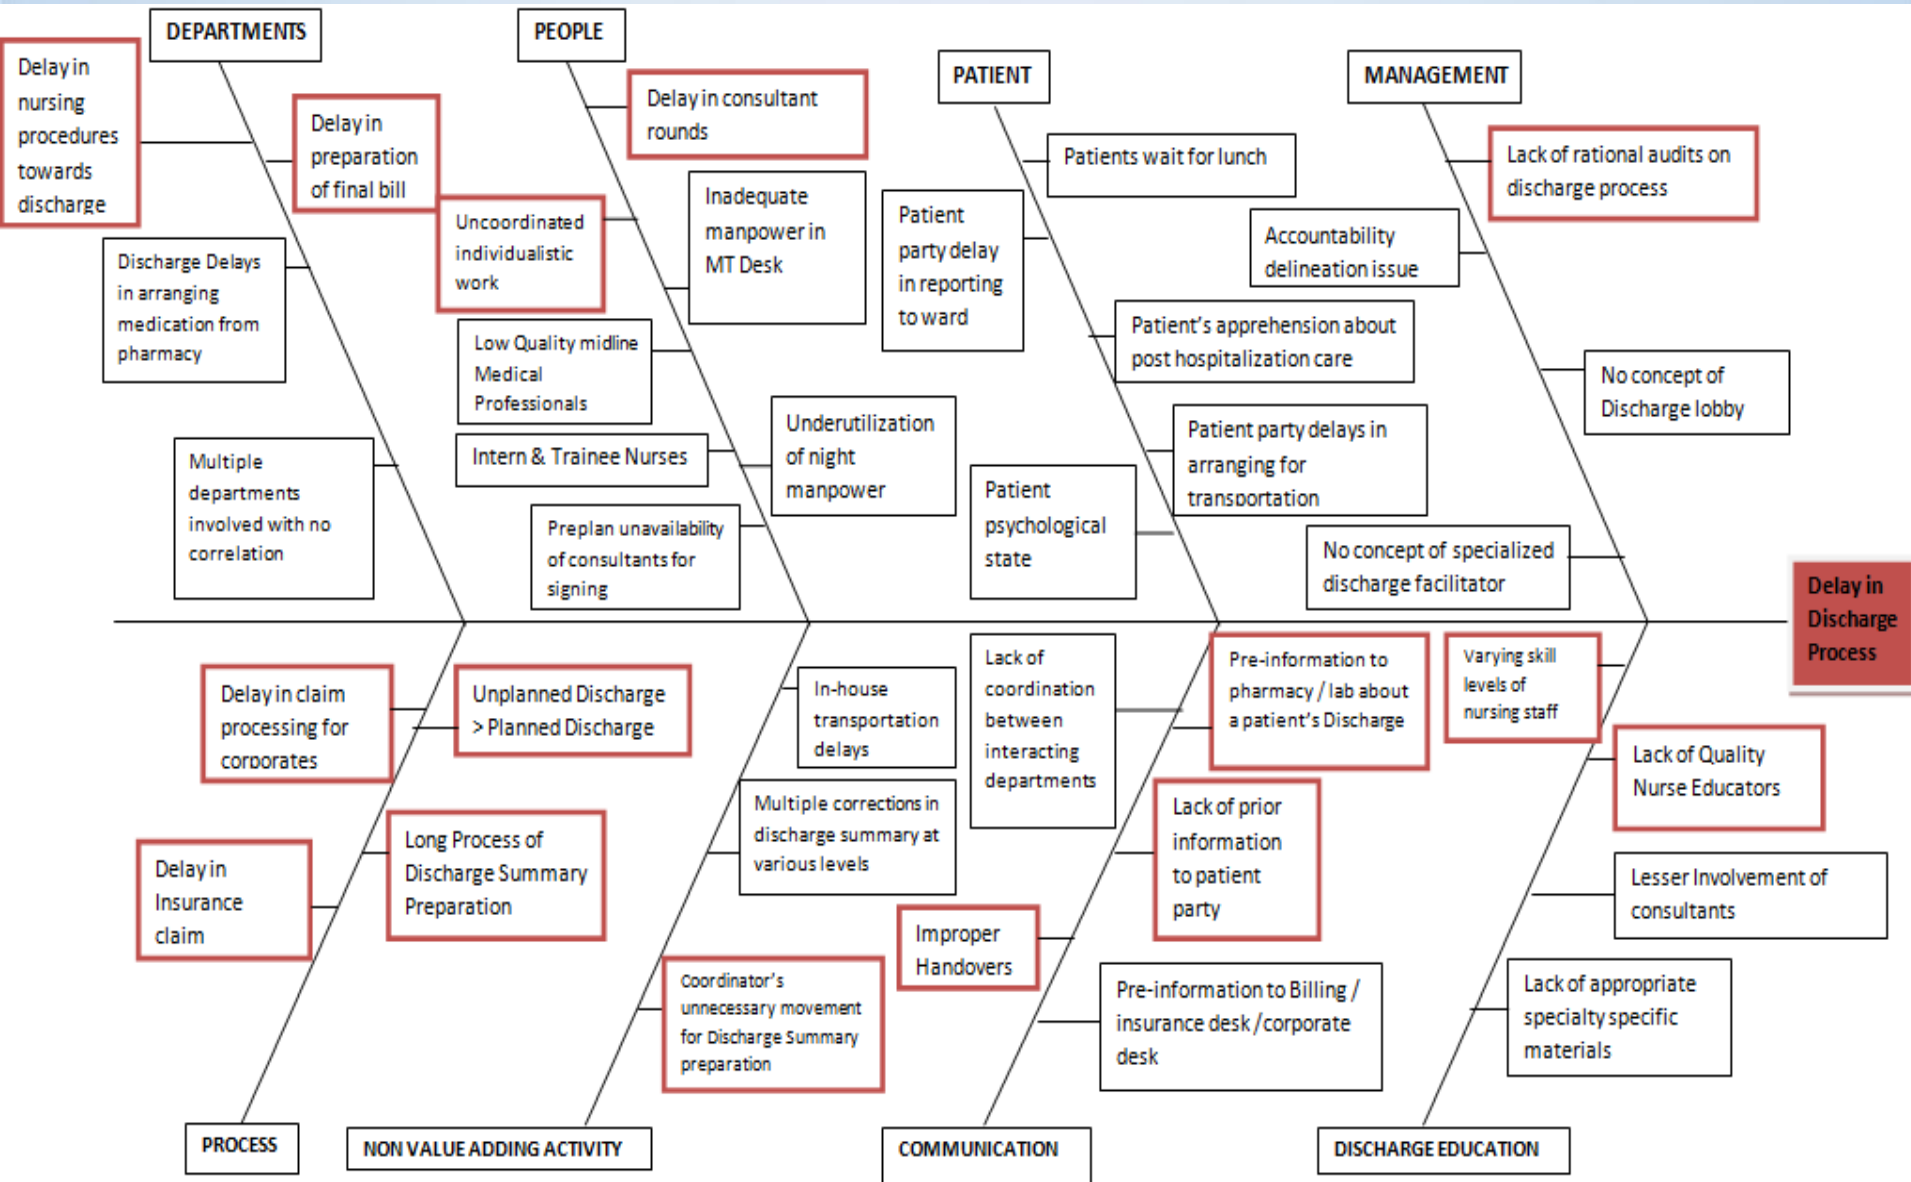 DEPARTMENTS
Delay in
nursing
procedures
towards
discharge
Delay in
preparation
of final bill
Discharge Delays
in arranging
medication from
pharmacy
Multiple
departments
involved with no
correlation
PEOPLE
Delay in consultant
rounds
Uncoordinated
individualistic
work
Inadequate
manpower in
MT Desk
Low Quality midline
Medical
Professionals
Intern & Trainee Nurses
Underutilization
of night
manpower
Preplan unavailability
of consultants for
signing
PATIENT
Patients wait for lunch
Patient
party delay
in reporting
to ward
Patient's apprehension about
post hospitalization care
Patient party delays in
arranging for
transportation
Patient
psychological
state
MANAGEMENT
Lack of rational audits on
discharge process
Accountability
delineation issue
No concept of
Discharge lobby
No concept of specialized
discharge facilitator
Delay in
Discharge
Process
Delay in claim
processing for
corporates
Unplanned Discharge
> Planned Discharge
Long Process of
Discharge Summary
Preparation
Delay in
Insurance
claim
PROCESS
In-house
transportation
delays
Multiple corrections in
discharge summary at
various levels
Coordinator's
unnecessary movement
for Discharge Summary
preparation
NON VALUE ADDING ACTIVITY
Lack of
coordination
between
interacting
departments
Pre-information to
pharmacy / lab about
a patient's Discharge
Lack of prior
information
to patient
party
Improper
Handovers
Pre-information to Billing /
insurance desk /corporate
desk
COMMUNICATION
Varying skill
levels of
nursing staff
Lack of Quality
Nurse Educators
Lesser Involvement of
consultants
Lack of appropriate
specialty specific
materials
DISCHARGE EDUCATION